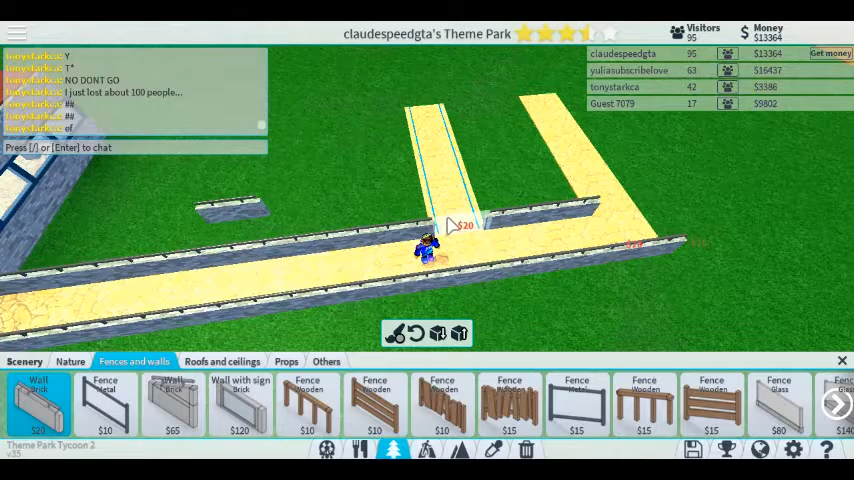 claudespeedgta's Theme Park
Visitors
95
Money
$13364
tonystarkca: Y
tonystarkca: T*
tonystarkca: NO DONT GO
tonystarkca: I just lost about 100 people...
tonystarkca: ##
tonystarkca: ##
tonystarkca: ef
Press [/] or [Enter] to chat
claudespeedgta 95 $13364 Get money
yuliasubscribelove 63 $16437
tonystarkca 42 $3386
Guest 7079 17 $9802
$20
Scenery Nature Fences and walls Roofs and ceilings Props Others
Wall Brick $20
Fence Metal $10
Wall Brick $65
Wall with sign Brick $120
Fence Wooden $10
Fence Wooden $10
Fence Wooden $10
Fence Wooden $15
Fence Metal $15
Fence Wooden $15
Fence Wooden $15
Fence Glass $80
Fence $140
Theme Park Tycoon 2
v35